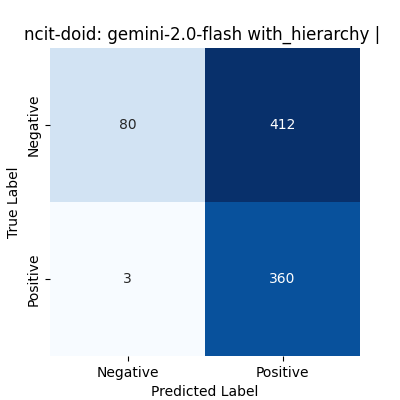 ncit-doid: gemini-2.0-flash with_hierarchy |
True Label
Negative
80
412
Positive
3
360
Negative
Positive
Predicted Label